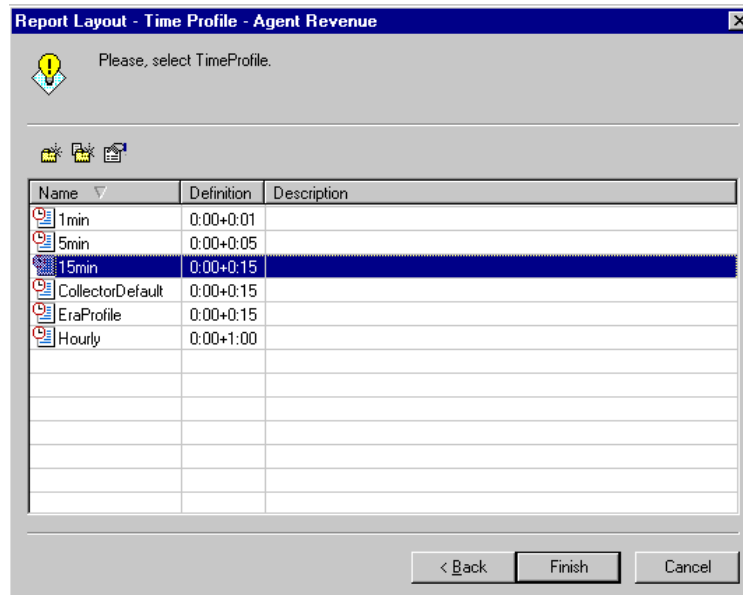 Report Layout - Time Profile - Agent Revenue
Please, select TimeProfile.
Name Definition Description
1min 0:00+0:01
5min 0:00+0:05
15min 0:00+0:15
CollectorDefault 0:00+0:15
EraProfile 0:00+0:15
Hourly 0:00+1:00
< Back Finish Cancel